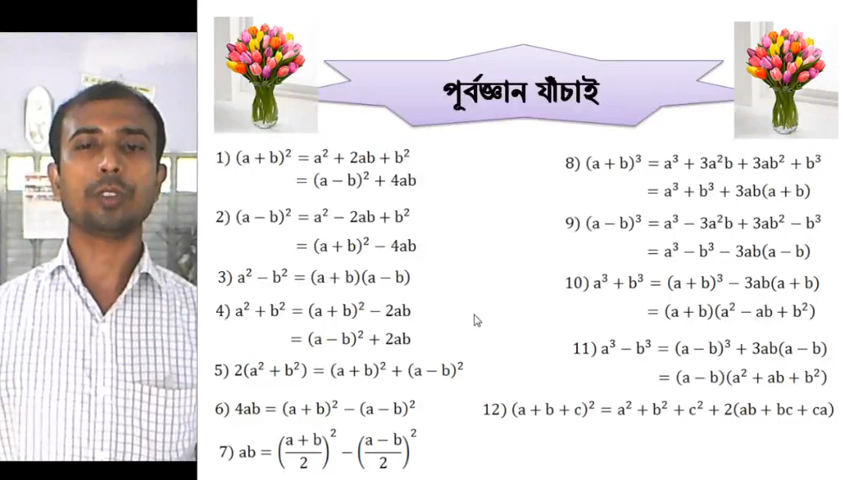 পূর্বজ্ঞান যাঁচাই
1) (a + b)² = a² + 2ab + b²
= (a − b)² + 4ab
2) (a − b)² = a² − 2ab + b²
= (a + b)² − 4ab
3) a² − b² = (a + b)(a − b)
4) a² + b² = (a + b)² − 2ab
= (a − b)² + 2ab
5) 2(a² + b²) = (a + b)² + (a − b)²
6) 4ab = (a + b)² − (a − b)²
7) ab = ((a + b)/2)² − ((a − b)/2)²
8) (a + b)³ = a³ + 3a²b + 3ab² + b³
= a³ + b³ + 3ab(a + b)
9) (a − b)³ = a³ − 3a²b + 3ab² − b³
= a³ − b³ − 3ab(a − b)
10) a³ + b³ = (a + b)³ − 3ab(a + b)
= (a + b)(a² − ab + b²)
11) a³ − b³ = (a − b)³ + 3ab(a − b)
= (a − b)(a² + ab + b²)
12) (a + b + c)² = a² + b² + c² + 2(ab + bc + ca)